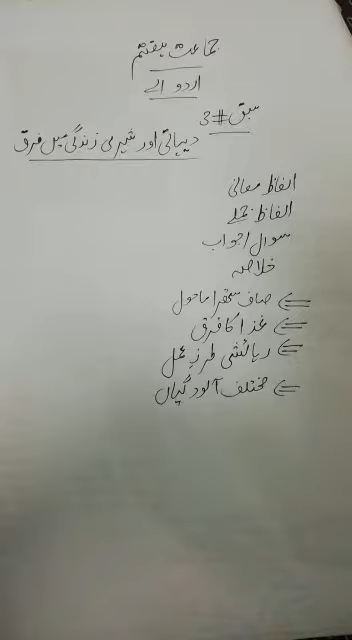 جماعت ہفتم
اردو اے
سبق #3
دیہاتی اور شہری زندگی میں فرق
الفاظ معانی
الفاظ جملے
سوال/جواب
خلاصہ
⇐ صاف ستھرا ماحول
⇐ غذا کا فرق
⇐ رہائشی طرزِ عمل
⇐ مختلف آلودگیاں